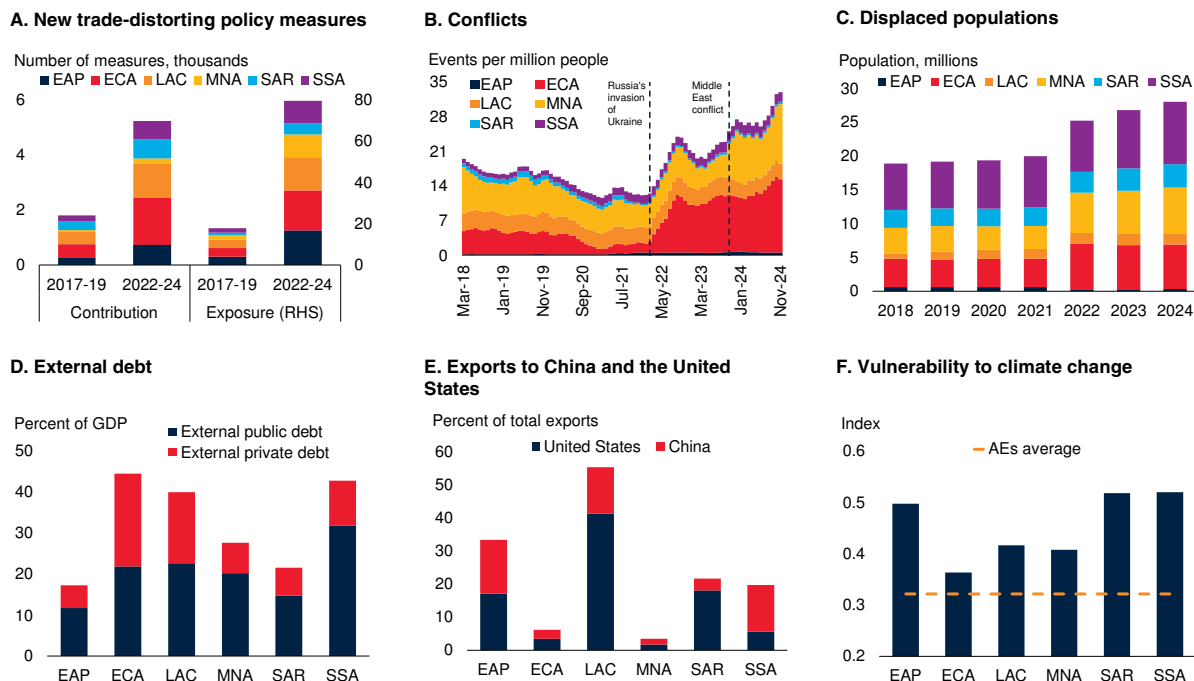 A. New trade-distorting policy measures
Number of measures, thousands
EAP ECA LAC MNA SAR SSA
6
4
2
0
80
60
40
20
0
2017-19 2022-24 2017-19 2022-24
Contribution Exposure (RHS)
B. Conflicts
Events per million people
35
28
21
14
7
0
EAP ECA
LAC MNA
SAR SSA
Russia's
invasion
of
Ukraine
Middle
East
conflict
Mar-18 Jan-19 Nov-19 Sep-20 Jul-21 May-22 Mar-23 Jan-24 Nov-24
C. Displaced populations
Population, millions
EAP ECA LAC MNA SAR SSA
30
25
20
15
10
5
0
2018 2019 2020 2021 2022 2023 2024
D. External debt
Percent of GDP
External public debt
External private debt
50
40
30
20
10
0
EAP ECA LAC MNA SAR SSA
E. Exports to China and the United
States
Percent of total exports
United States China
60
50
40
30
20
10
0
EAP ECA LAC MNA SAR SSA
F. Vulnerability to climate change
Index
AEs average
0.6
0.5
0.4
0.3
0.2
EAP ECA LAC MNA SAR SSA